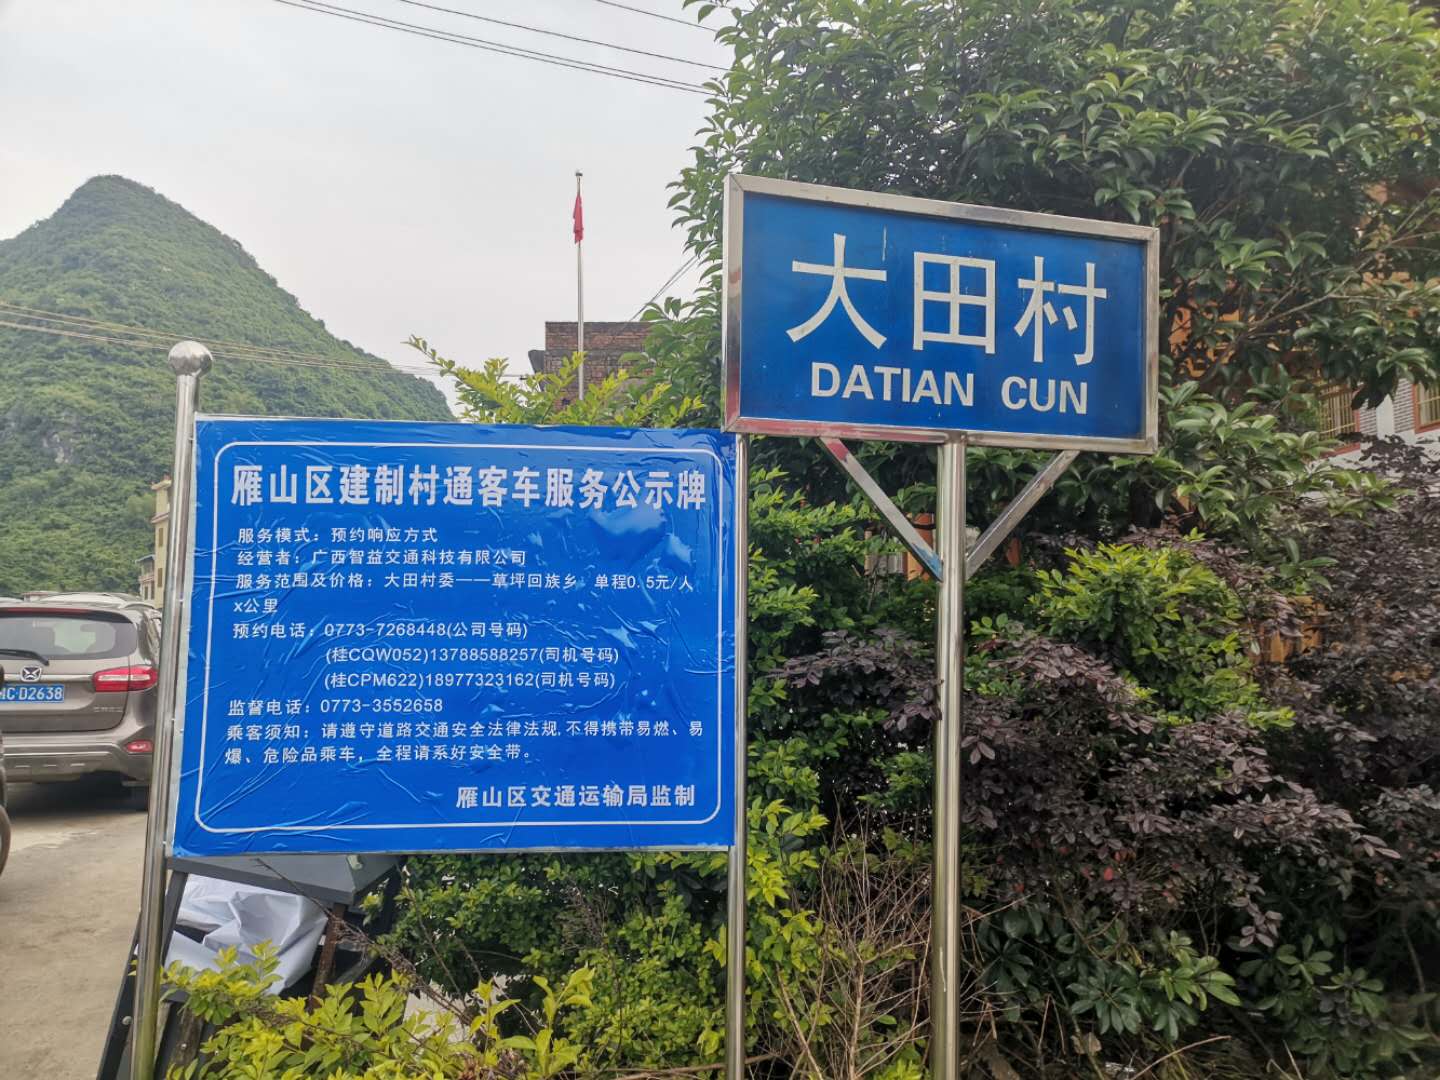 大田村
DATIAN CUN
雁山区建制村通客车服务公示牌
服务模式：预约响应方式
经营者：广西智益交通科技有限公司
服务范围及价格：大田村委——草坪回族乡 单程0.5元/人
x公里
预约电话：0773-7268448(公司号码)
(桂CQW052)13788588257(司机号码)
(桂CPM622)18977323162(司机号码)
监督电话：0773-3552658
乘客须知：请遵守道路交通安全法律法规,不得携带易燃、易
爆、危险品乘车，全程请系好安全带。
雁山区交通运输局监制
C·D2638